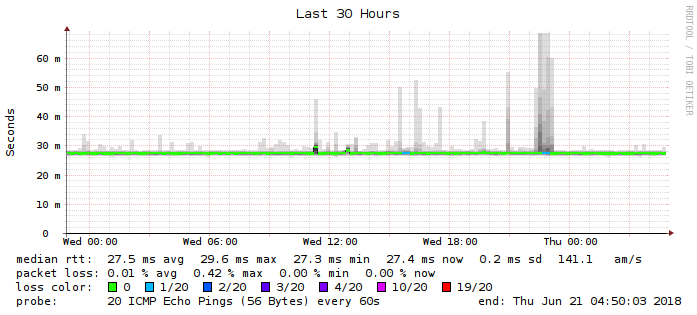 Last 30 Hours
RRDTOOL / TOBI OETIKER
Seconds
60 m
50 m
40 m
30 m
20 m
10 m
0
Wed 00:00 Wed 06:00 Wed 12:00 Wed 18:00 Thu 00:00
median rtt: 27.5 ms avg 29.6 ms max 27.3 ms min 27.4 ms now 0.2 ms sd 141.1 am/s
packet loss: 0.01 % avg 0.42 % max 0.00 % min 0.00 % now
loss color: 0 1/20 2/20 3/20 4/20 10/20 19/20
probe: 20 ICMP Echo Pings (56 Bytes) every 60s end: Thu Jun 21 04:50:03 2018